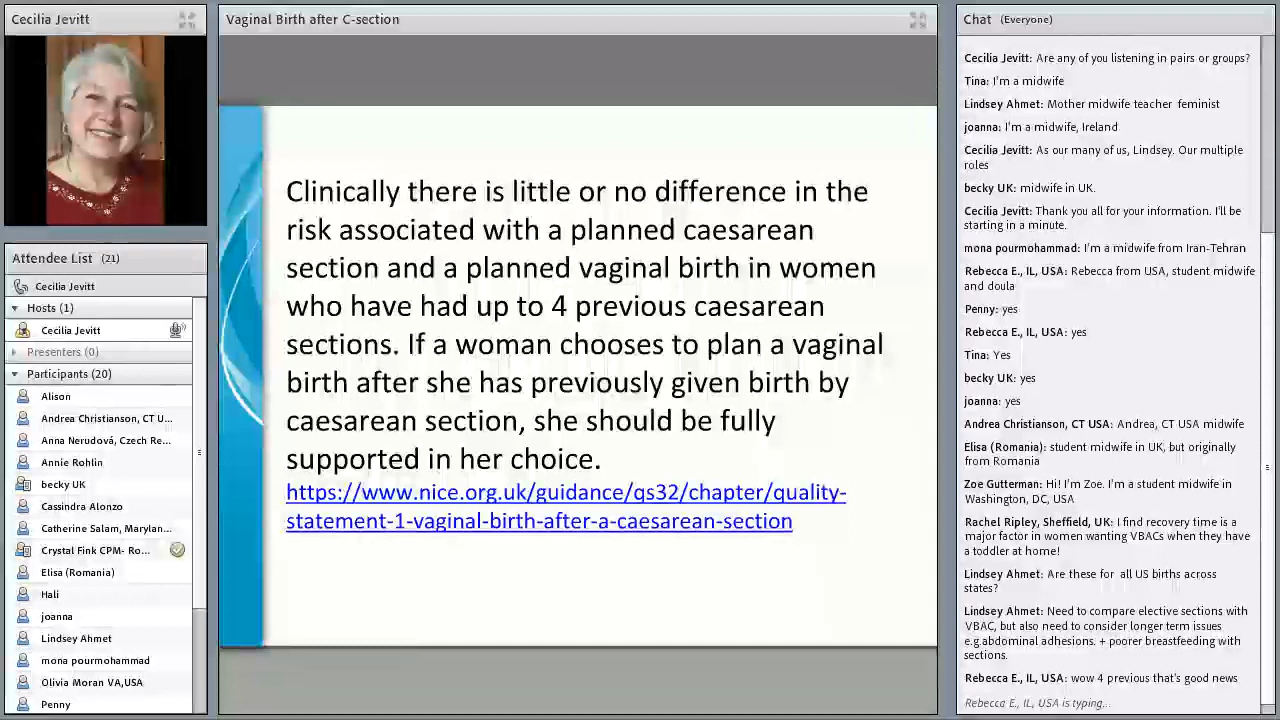 Cecilia Jevitt
Attendee List (21)
Cecilia Jevitt
Hosts (1)
Cecilia Jevitt
Presenters (0)
Participants (20)
Alison
Andrea Christianson, CT U...
Anna Nerudová, Czech Re...
Annie Rohlin
becky UK
Cassindra Alonzo
Catherine Salam, Marylan...
Crystal Fink CPM- Ro...
Elisa (Romania)
Hali
joanna
Lindsey Ahmet
mona pourmohammad
Olivia Moran VA,USA
Penny
Vaginal Birth after C-section
Clinically there is little or no difference in the
risk associated with a planned caesarean
section and a planned vaginal birth in women
who have had up to 4 previous caesarean
sections. If a woman chooses to plan a vaginal
birth after she has previously given birth by
caesarean section, she should be fully
supported in her choice.
https://www.nice.org.uk/guidance/qs32/chapter/quality-
statement-1-vaginal-birth-after-a-caesarean-section
Chat (Everyone)
Cecilia Jevitt: Are any of you listening in pairs or groups?
Tina: I'm a midwife
Lindsey Ahmet: Mother midwife teacher feminist
joanna: I'm a midwife, Ireland
Cecilia Jevitt: As our many of us, Lindsey. Our multiple
roles
becky UK: midwife in UK.
Cecilia Jevitt: Thank you all for your information. I'll be
starting in a minute.
mona pourmohammad: I'm a midwife from Iran-Tehran
Rebecca E., IL, USA: Rebecca from USA, student midwife
and doula
Penny: yes
Rebecca E., IL, USA: yes
Tina: Yes
becky UK: yes
joanna: yes
Andrea Christianson, CT USA: Andrea, CT USA midwife
Elisa (Romania): student midwife in UK, but originally
from Romania
Zoe Gutterman: Hi! I'm Zoe. I'm a student midwife in
Washington, DC, USA
Rachel Ripley, Sheffield, UK: I find recovery time is a
major factor in women wanting VBACs when they have
a toddler at home!
Lindsey Ahmet: Are these for all US births across
states?
Lindsey Ahmet: Need to compare elective sections with
VBAC, but also need to consider longer term issues
e.g.abdominal adhesions. + poorer breastfeeding with
sections.
Rebecca E., IL, USA: wow 4 previous that's good news
Rebecca E., IL, USA is typing...